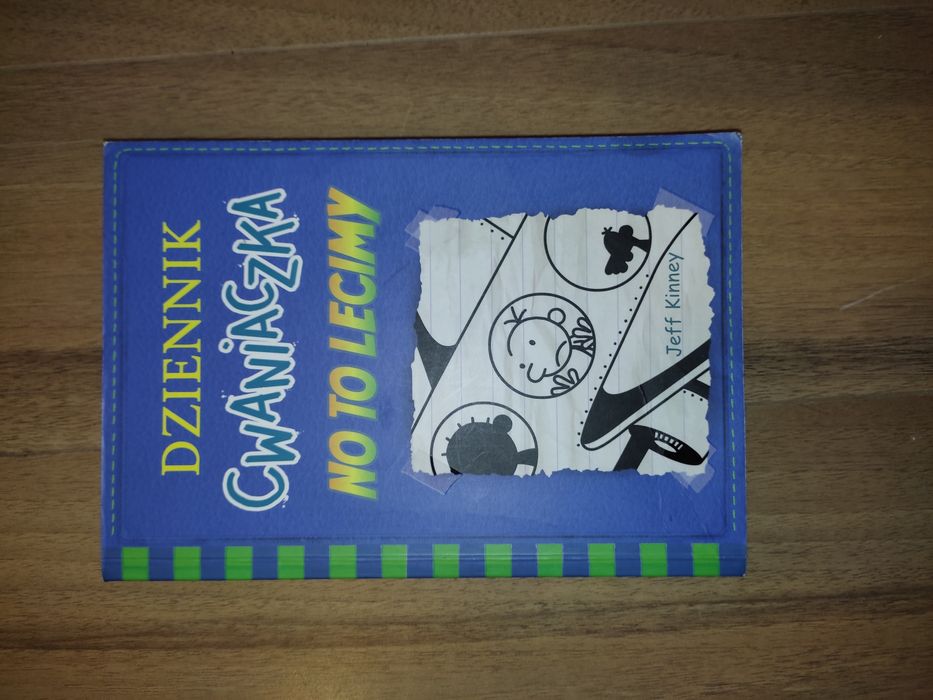 DZIENNIK
CWANIACZKA
NO TO LECIMY
Jeff Kinney